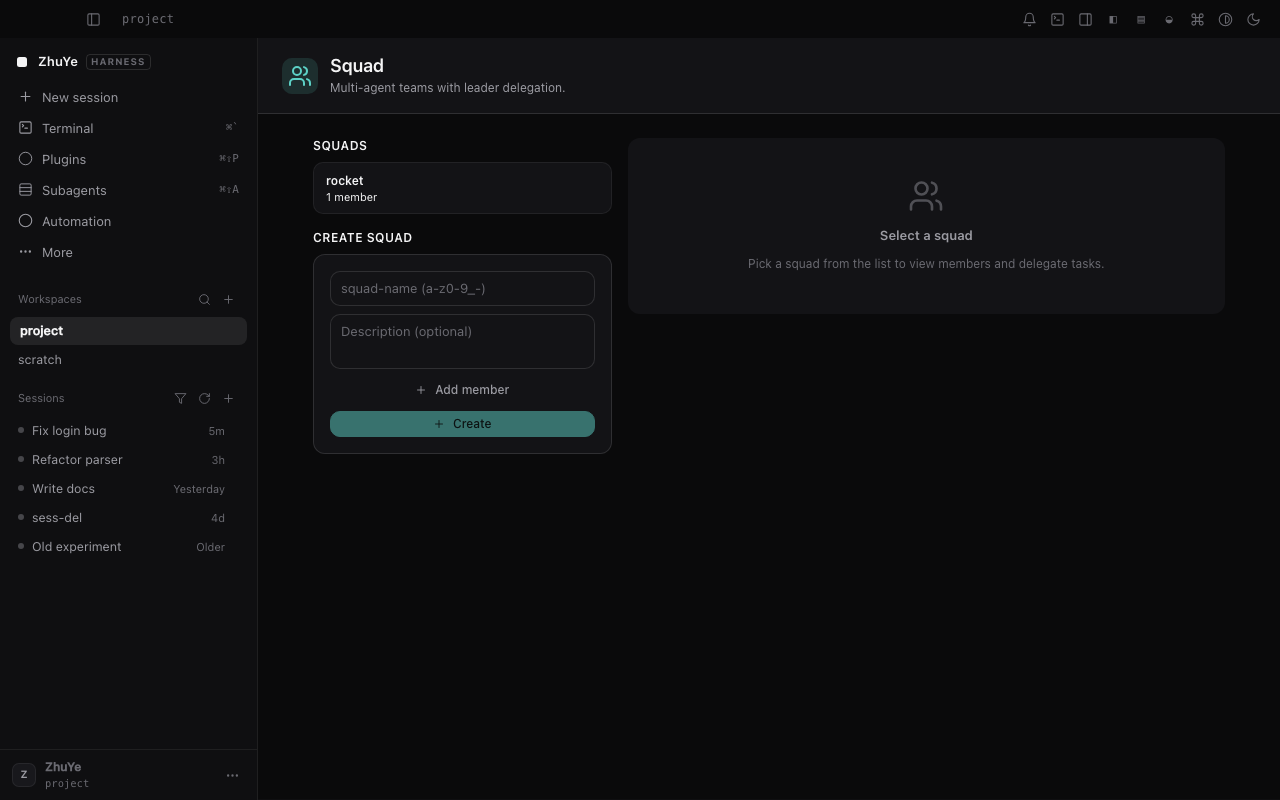 project
ZhuYe HARNESS
New session
Terminal ⌘`
Plugins ⌘⇧P
Subagents ⌘⇧A
Automation
More
Workspaces
project
scratch
Sessions
Fix login bug 5m
Refactor parser 3h
Write docs Yesterday
sess-del 4d
Old experiment Older
Z ZhuYe
project
Squad
Multi-agent teams with leader delegation.
SQUADS
rocket
1 member
CREATE SQUAD
squad-name (a-z0-9_-)
Description (optional)
Add member
Create
Select a squad
Pick a squad from the list to view members and delegate tasks.